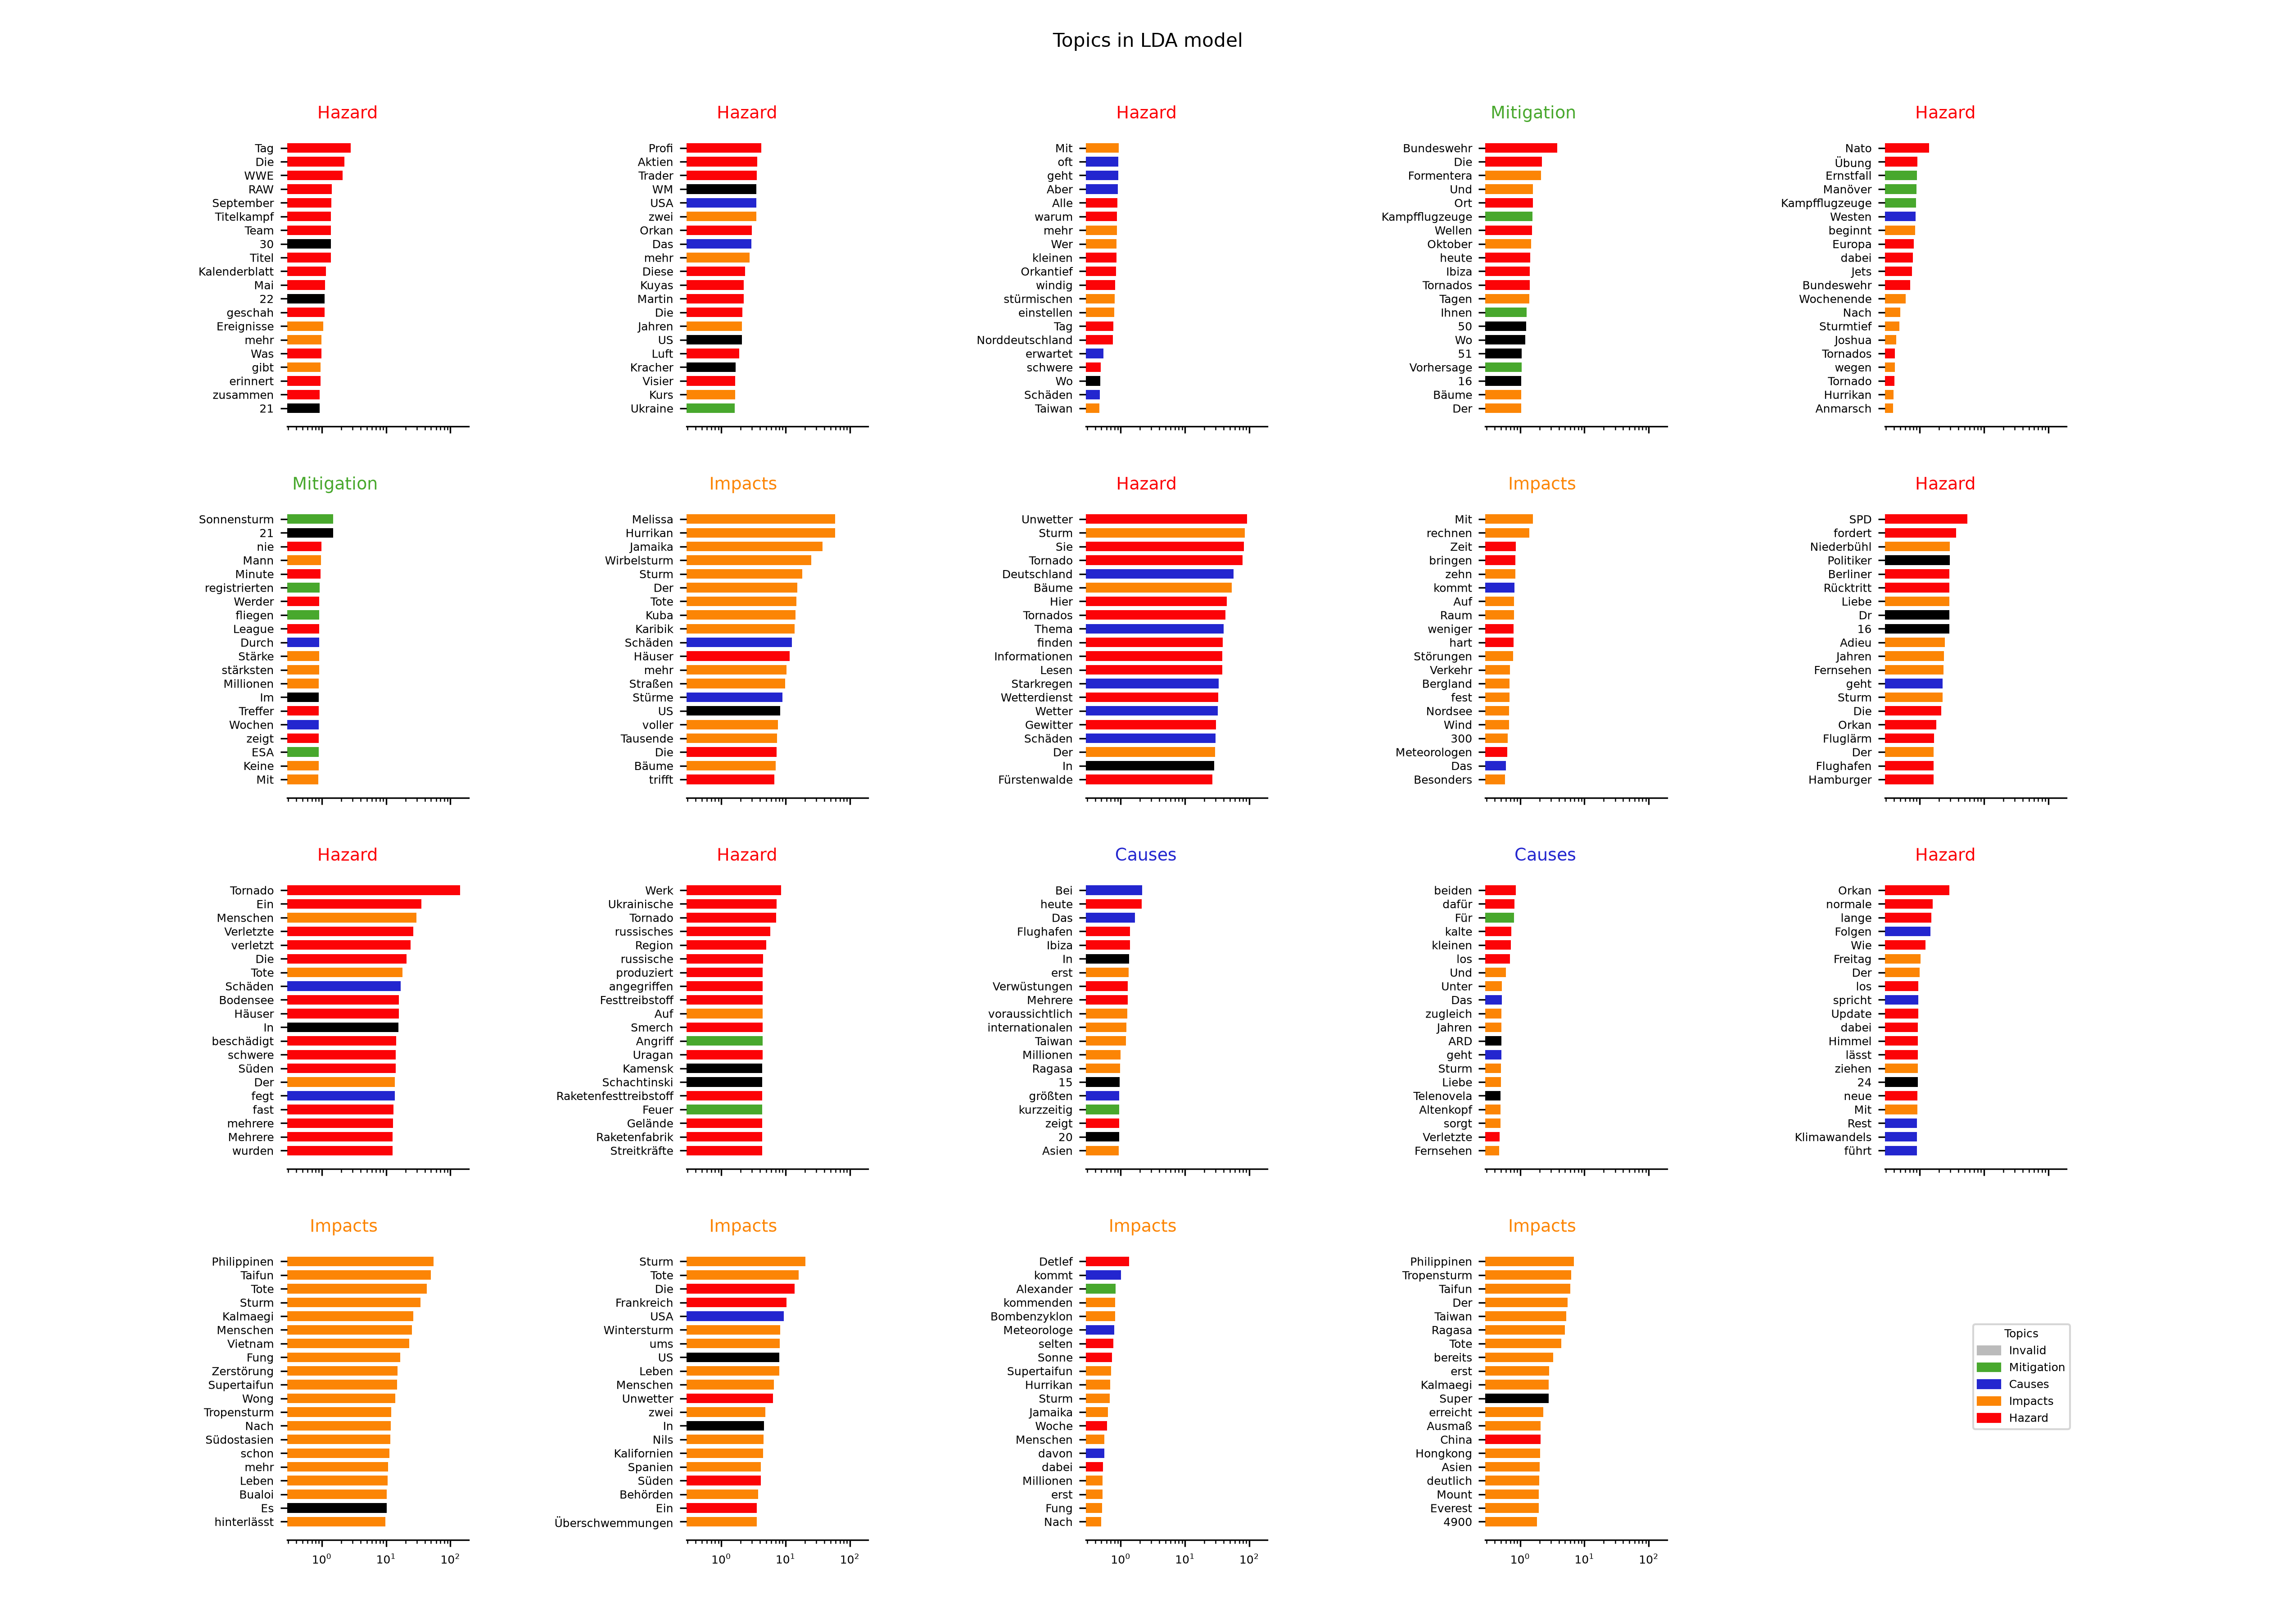 Topics in LDA model
Hazard
Tag
Die
WWE
RAW
September
Titelkampf
Team
30
Titel
Kalenderblatt
Mai
22
geschah
Ereignisse
mehr
Was
gibt
erinnert
zusammen
21
Hazard
Profi
Aktien
Trader
WM
USA
zwei
Orkan
Das
mehr
Diese
Kuyas
Martin
Die
Jahren
US
Luft
Kracher
Visier
Kurs
Ukraine
Hazard
Mit
oft
geht
Aber
Alle
warum
mehr
Wer
kleinen
Orkantief
windig
stürmischen
einstellen
Tag
Norddeutschland
erwartet
schwere
Wo
Schäden
Taiwan
Mitigation
Bundeswehr
Die
Formentera
Und
Ort
Kampfflugzeuge
Wellen
Oktober
heute
Ibiza
Tornados
Tagen
Ihnen
50
Wo
51
Vorhersage
16
Bäume
Der
Hazard
Nato
Übung
Ernstfall
Manöver
Kampfflugzeuge
Westen
beginnt
Europa
dabei
Jets
Bundeswehr
Wochenende
Nach
Sturmtief
Joshua
Tornados
wegen
Tornado
Hurrikan
Anmarsch
Mitigation
Sonnensturm
21
nie
Mann
Minute
registrierten
Werder
fliegen
League
Durch
Stärke
stärksten
Millionen
Im
Treffer
Wochen
zeigt
ESA
Keine
Mit
Impacts
Melissa
Hurrikan
Jamaika
Wirbelsturm
Sturm
Der
Tote
Kuba
Karibik
Schäden
Häuser
mehr
Straßen
Stürme
US
voller
Tausende
Die
Bäume
trifft
Hazard
Unwetter
Sturm
Sie
Tornado
Deutschland
Bäume
Hier
Tornados
Thema
finden
Informationen
Lesen
Starkregen
Wetterdienst
Wetter
Gewitter
Schäden
Der
In
Fürstenwalde
Impacts
Mit
rechnen
Zeit
bringen
zehn
kommt
Auf
Raum
weniger
hart
Störungen
Verkehr
Bergland
fest
Nordsee
Wind
300
Meteorologen
Das
Besonders
Hazard
SPD
fordert
Niederbühl
Politiker
Berliner
Rücktritt
Liebe
Dr
16
Adieu
Jahren
Fernsehen
geht
Sturm
Die
Orkan
Fluglärm
Der
Flughafen
Hamburger
Hazard
Tornado
Ein
Menschen
Verletzte
verletzt
Die
Tote
Schäden
Bodensee
Häuser
In
beschädigt
schwere
Süden
Der
fegt
fast
mehrere
Mehrere
wurden
Hazard
Werk
Ukrainische
Tornado
russisches
Region
russische
produziert
angegriffen
Festtreibstoff
Auf
Smerch
Angriff
Uragan
Kamensk
Schachtinski
Raketenfesttreibstoff
Feuer
Gelände
Raketenfabrik
Streitkräfte
Causes
Bei
heute
Das
Flughafen
Ibiza
In
erst
Verwüstungen
Mehrere
voraussichtlich
internationalen
Taiwan
Millionen
Ragasa
15
größten
kurzzeitig
zeigt
20
Asien
Causes
beiden
dafür
Für
kalte
kleinen
los
Und
Unter
Das
zugleich
Jahren
ARD
geht
Sturm
Liebe
Telenovela
Altenkopf
sorgt
Verletzte
Fernsehen
Hazard
Orkan
normale
lange
Folgen
Wie
Freitag
Der
los
spricht
Update
dabei
Himmel
lässt
ziehen
24
neue
Mit
Rest
Klimawandels
führt
Impacts
Philippinen
Taifun
Tote
Sturm
Kalmaegi
Menschen
Vietnam
Fung
Zerstörung
Supertaifun
Wong
Tropensturm
Nach
Südostasien
schon
mehr
Leben
Bualoi
Es
hinterlässt
10⁰ 10¹ 10²
Impacts
Sturm
Tote
Die
Frankreich
USA
Wintersturm
ums
US
Leben
Menschen
Unwetter
zwei
In
Nils
Kalifornien
Spanien
Süden
Behörden
Ein
Überschwemmungen
10⁰ 10¹ 10²
Impacts
Detlef
kommt
Alexander
kommenden
Bombenzyklon
Meteorologe
selten
Sonne
Supertaifun
Hurrikan
Sturm
Jamaika
Woche
Menschen
davon
dabei
Millionen
erst
Fung
Nach
10⁰ 10¹ 10²
Impacts
Philippinen
Tropensturm
Taifun
Der
Taiwan
Ragasa
Tote
bereits
erst
Kalmaegi
Super
erreicht
Ausmaß
China
Hongkong
Asien
deutlich
Mount
Everest
4900
10⁰ 10¹ 10²
Topics
Invalid
Mitigation
Causes
Impacts
Hazard